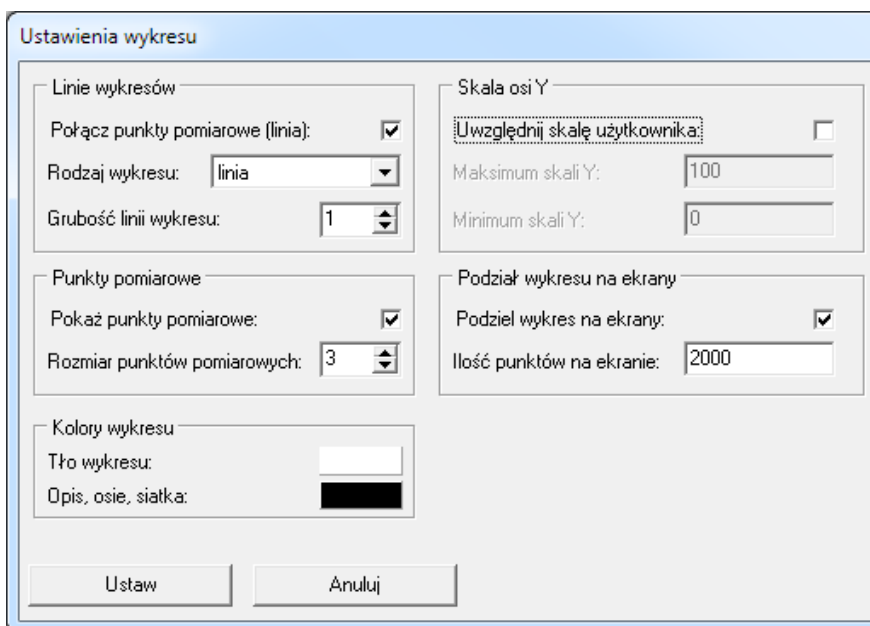 Ustawienia wykresu
Linie wykresów
Połącz punkty pomiarowe (linia):
Rodzaj wykresu: linia
Grubość linii wykresu: 1
Punkty pomiarowe
Pokaż punkty pomiarowe:
Rozmiar punktów pomiarowych: 3
Kolory wykresu
Tło wykresu:
Opis, osie, siatka:
Skala osi Y
Uwzględnij skalę użytkownika:
Maksimum skali Y: 100
Minimum skali Y: 0
Podział wykresu na ekrany
Podziel wykres na ekrany:
Ilość punktów na ekranie: 2000
Ustaw
Anuluj